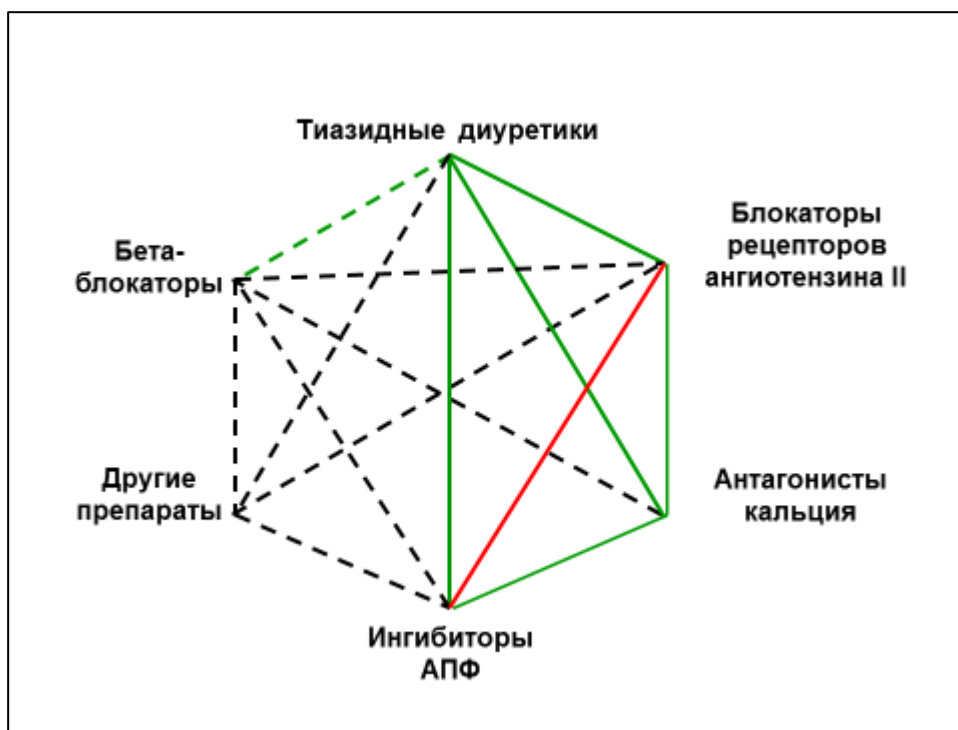 Тиазидные диуретики
Блокаторы
рецепторов
ангиотензина II
Бета-
блокаторы
Другие
препараты
Антагонисты
кальция
Ингибиторы
АПФ